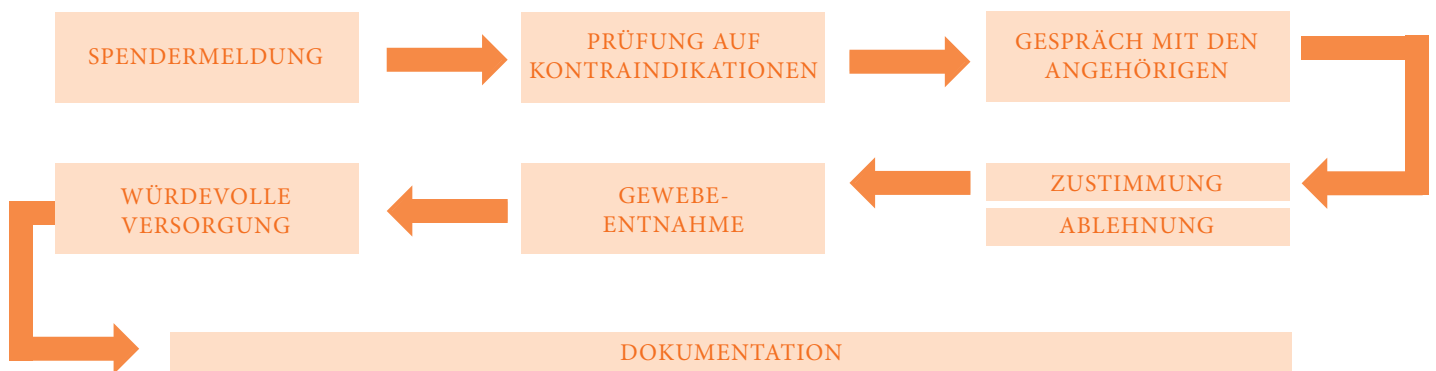 SPENDERMELDUNG
PRÜFUNG AUF
KONTRAINDIKATIONEN
GESPRÄCH MIT DEN
ANGEHÖRIGEN
ZUSTIMMUNG
ABLEHNUNG
GEWEBE-
ENTNAHME
WÜRDEVOLLE
VERSORGUNG
DOKUMENTATION